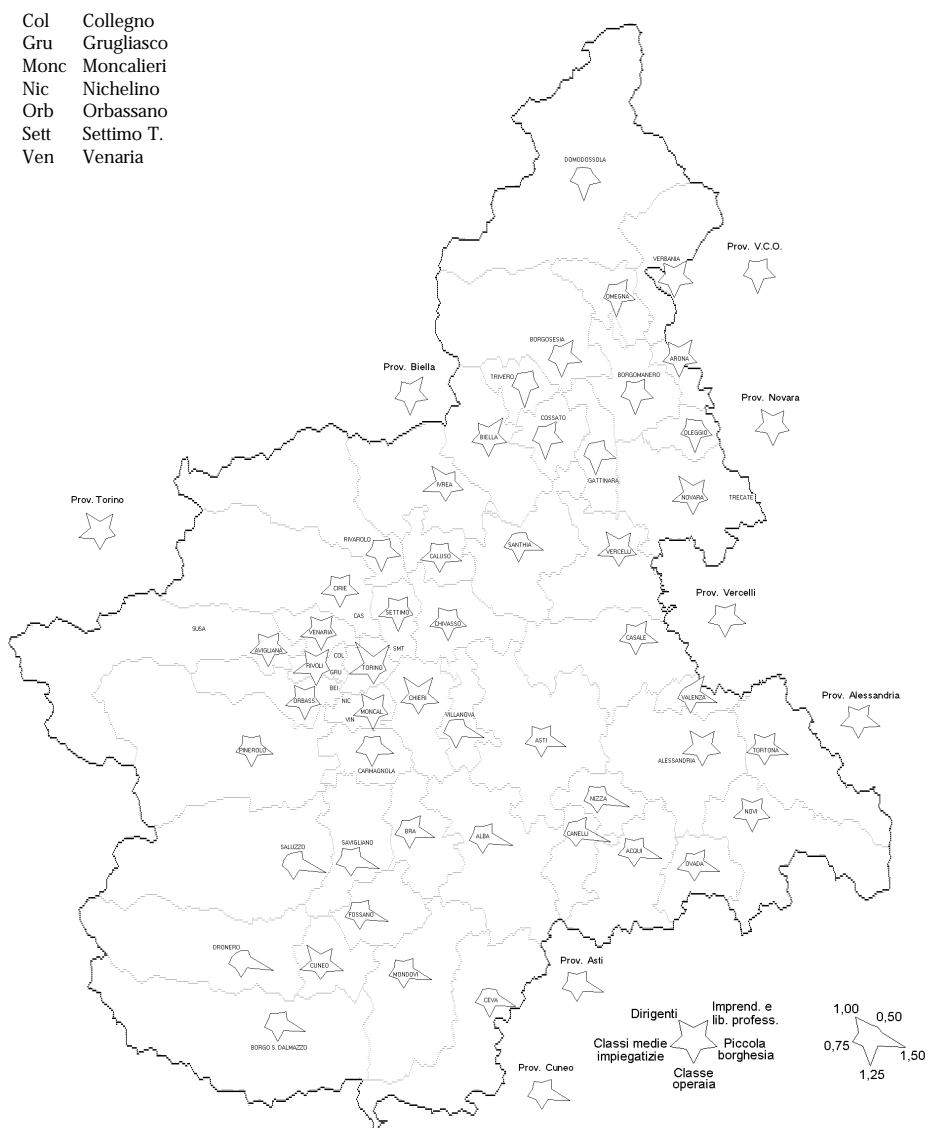 Col Collegno
Gru Grugliasco
Monc Moncalieri
Nic Nichelino
Orb Orbassano
Sett Settimo T.
Ven Venaria
DOMODOSSOLA
VERBANIA
Prov. V.C.O.
OMEGNA
BORGOSESIA
ARONA
Prov. Biella
TRIVERO
BORGOMANERO
Prov. Novara
COSSATO
BIELLA
OLEGGIO
GATTINARA
IVREA
NOVARA
TRECATE
Prov. Torino
RIVAROLO
SANTHIA
CALUSO
VERCELLI
CIRIE
Prov. Vercelli
SETTIMO
CAS
CHIVASSO
SUSA
VENARIA
CASALE
AVIGLIANA
SMT
COL
RIVOLI
TORINO
GRU
BEI
Prov. Alessandria
ORBASS.
NIC
CHIERI
VALENZA
MONCAL
VIN
VILLANOVA
PINEROLO
ASTI
TORTONA
ALESSANDRIA
CARMAGNOLA
NIZZA
NOVI
BRA
CANELLI
ALBA
SAVIGLIANO
SALUZZO
ACQUI
OVADA
FOSSANO
DRONERO
CUNEO
MONDOVI
Prov. Asti
CEVA
BORGO S. DALMAZZO
Prov. Cuneo
Dirigenti
Imprend. e
lib. profess.
Classi medie
impiegatizie
Piccola
borghesia
Classe
operaia
1,00
0,50
0,75
1,50
1,25